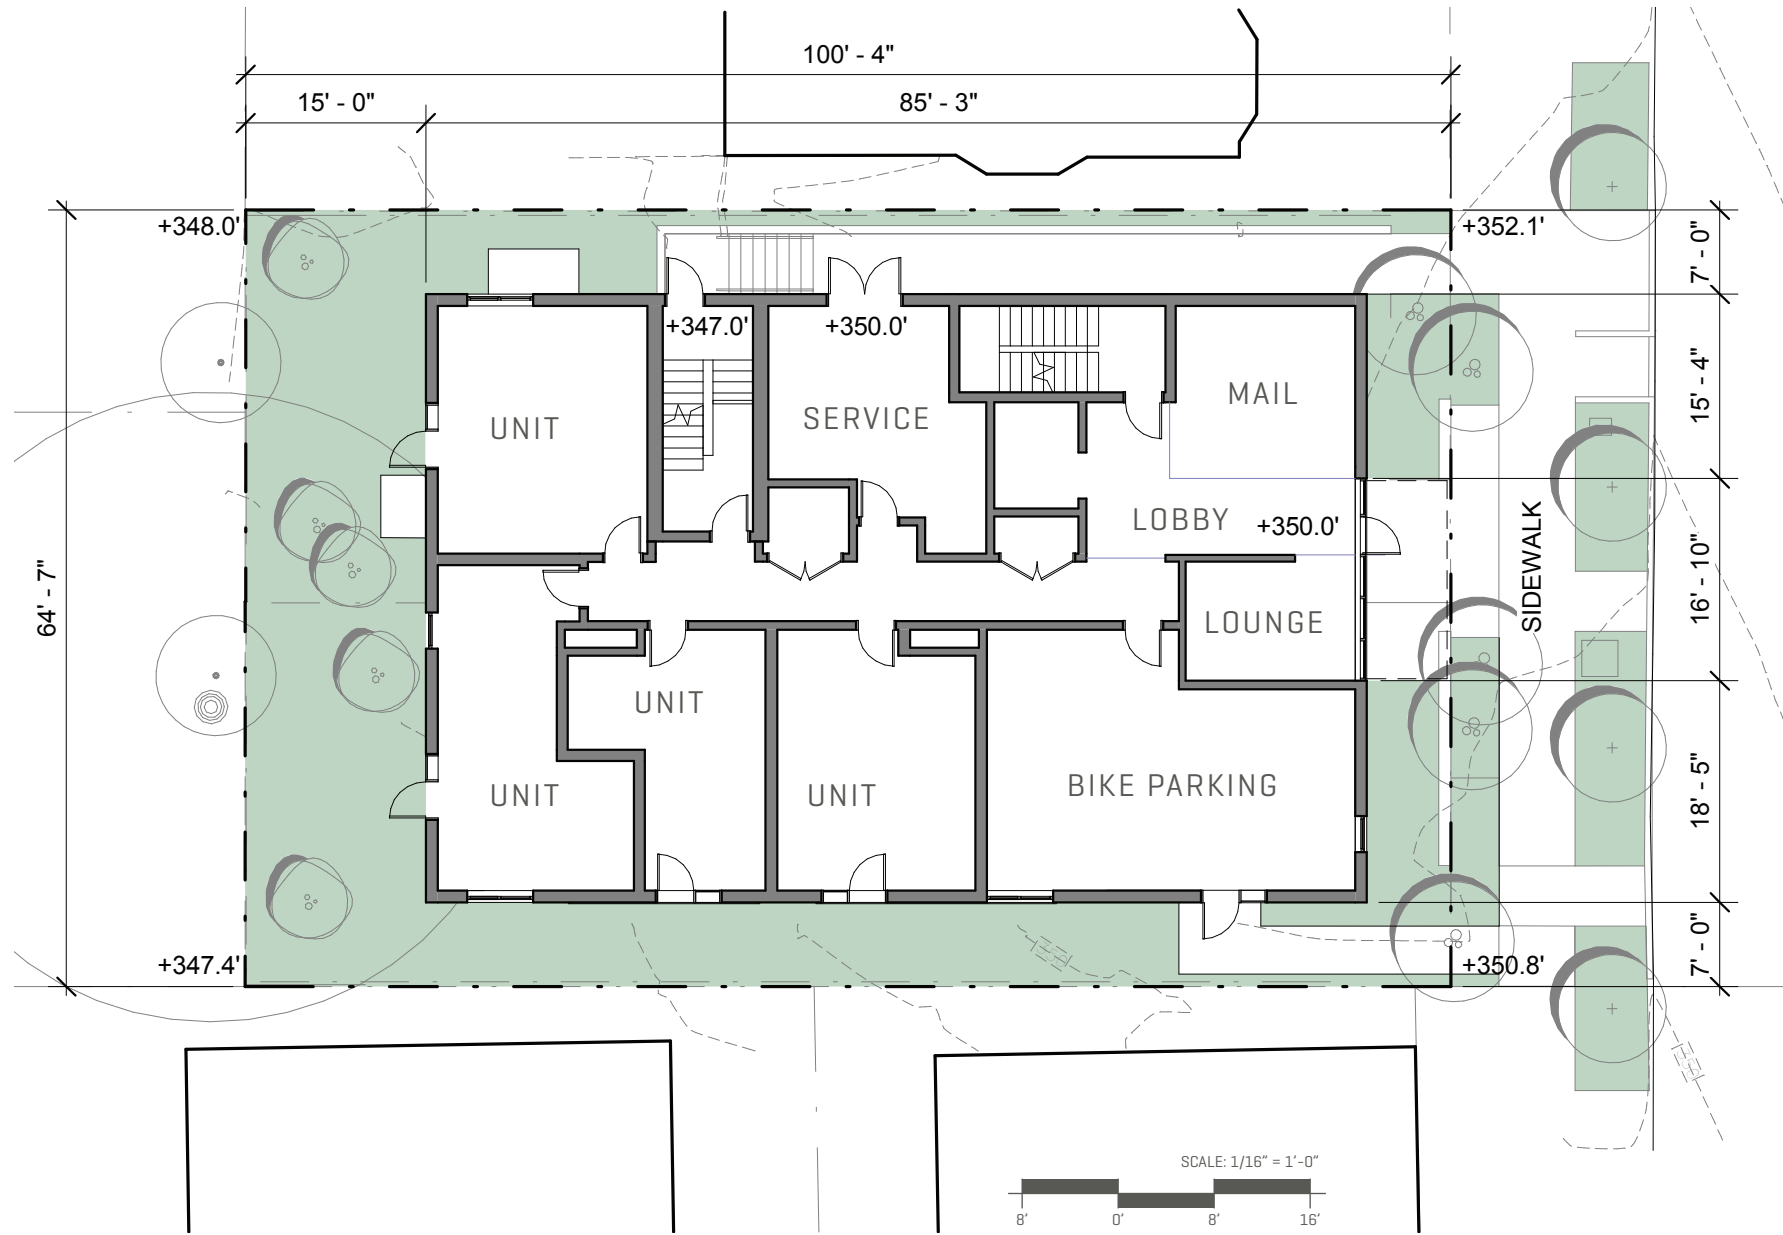 100' - 4"
15' - 0"
85' - 3"
+348.0'
+352.1'
7' - 0"
+347.0'
+350.0'
15' - 4"
MAIL
UNIT
SERVICE
LOBBY
+350.0'
SIDEWALK
64' - 7"
16' - 10"
LOUNGE
UNIT
UNIT
UNIT
BIKE PARKING
18' - 5"
7' - 0"
+347.4'
+350.8'
SCALE: 1/16" = 1'-0"
8' 0' 8' 16'